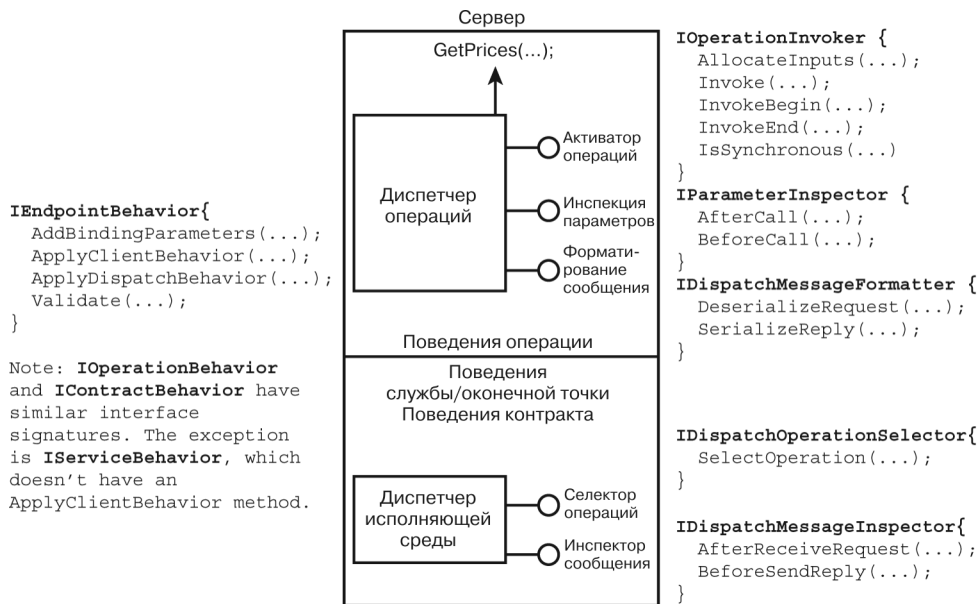 Сервер
GetPrices(...);
Активатор
операций
Диспетчер
операций
Инспекция
параметров
Формати-
рование
сообщения
Поведения операции
Поведения
службы/оконечной точки
Поведения контракта
Диспетчер
исполняющей
среды
Селектор
операций
Инспектор
сообщения
IEndpointBehavior{
AddBindingParameters(...);
ApplyClientBehavior(...);
ApplyDispatchBehavior(...);
Validate(...);
}
Note: IOperationBehavior
and IContractBehavior have
similar interface
signatures. The exception
is IServiceBehavior, which
doesn't have an
ApplyClientBehavior method.
IOperationInvoker {
AllocateInputs(...);
Invoke(...);
InvokeBegin(...);
InvokeEnd(...);
IsSynchronous(...)
}
IParameterInspector {
AfterCall(...);
BeforeCall(...);
}
IDispatchMessageFormatter {
DeserializeRequest(...);
SerializeReply(...);
}
IDispatchOperationSelector{
SelectOperation(...);
}
IDispatchMessageInspector{
AfterReceiveRequest(...);
BeforeSendReply(...);
}